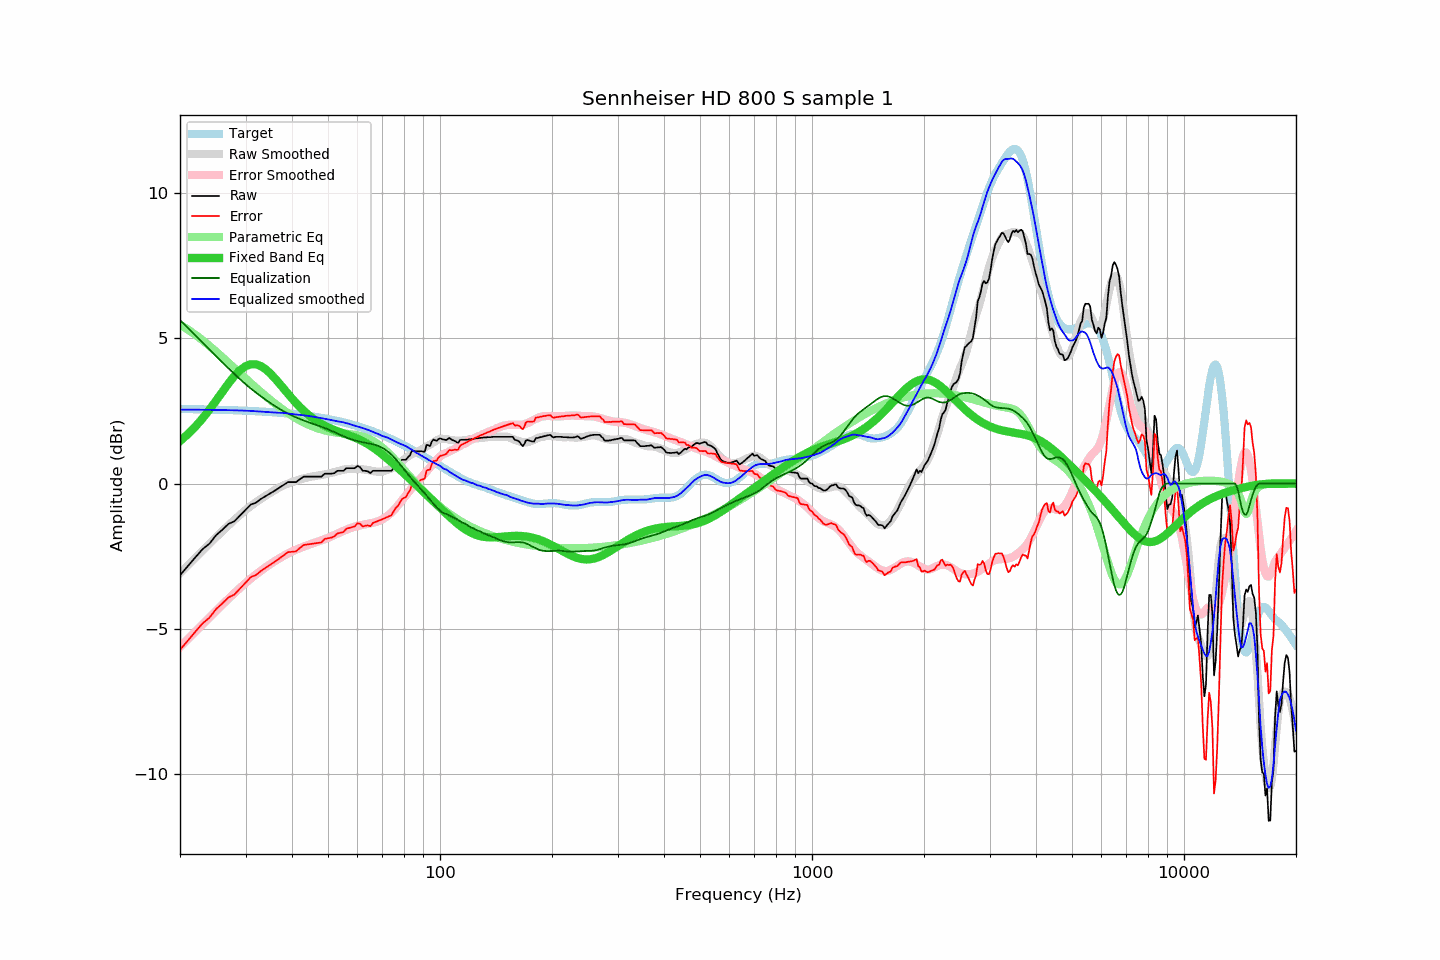 Sennheiser HD 800 S sample 1
Target
Raw Smoothed
Error Smoothed
Raw
Error
Parametric Eq
Fixed Band Eq
Equalization
Equalized smoothed
10
5
0
−5
−10
Amplitude (dBr)
100 1000 10000
Frequency (Hz)